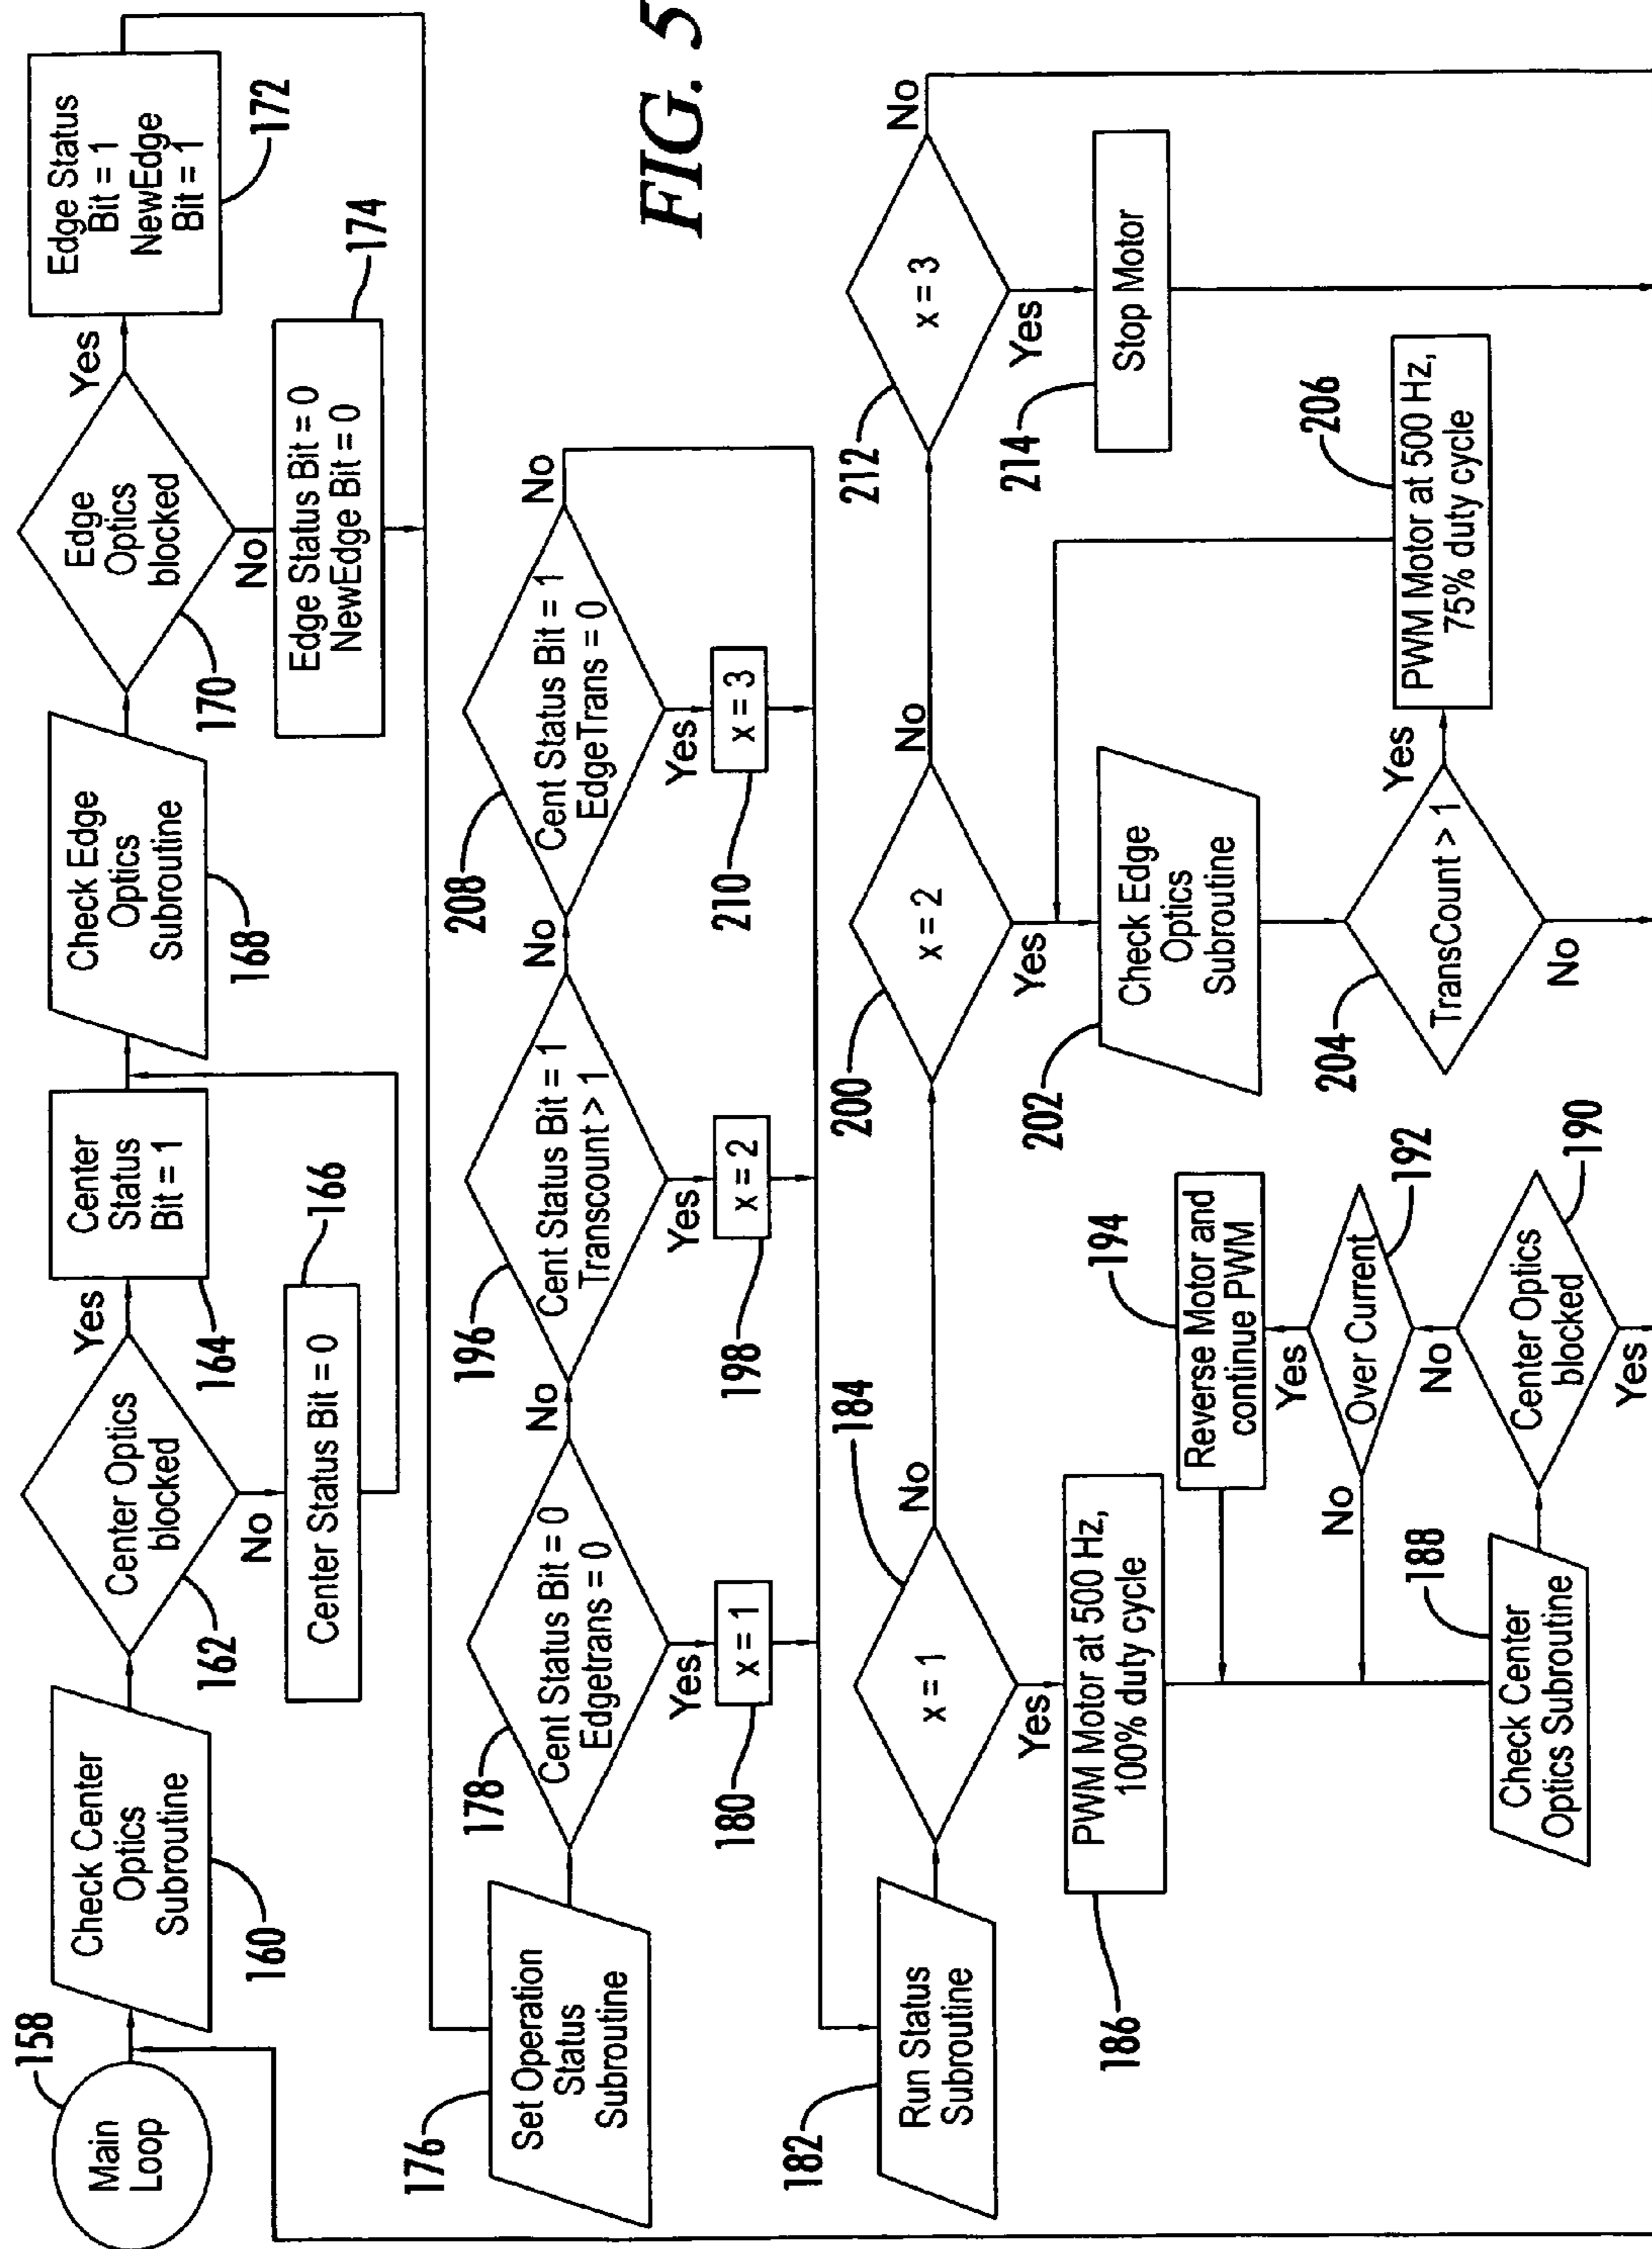 158
Main
Loop
Check Center
Optics
Subroutine
160
Center Optics
blocked
162
Yes
No
Center
Status
Bit = 1
164
Center Status Bit = 0
166
Check Edge
Optics
Subroutine
168
Edge
Optics
blocked
170
Yes
No
Edge Status
Bit = 1
NewEdge
Bit = 1
172
Edge Status Bit = 0
NewEdge Bit = 0
174
Set Operation
Status
Subroutine
176
Cent Status Bit = 0
Edgetrans = 0
178
No
Yes
x = 1
180
Cent Status Bit = 1
Transcount > 1
196
No
Yes
x = 2
198
Cent Status Bit = 1
EdgeTrans = 0
208
No
Yes
x = 3
210
FIG. 5
Run Status
Subroutine
182
x = 1
184
No
Yes
PWM Motor at 500 Hz,
100% duty cycle
186
Check Center
Optics Subroutine
188
Center Optics
blocked
190
No
Yes
Over Current
192
No
Yes
Reverse Motor and
continue PWM
194
x = 2
200
No
Yes
Check Edge
Optics
Subroutine
202
TransCount > 1
204
Yes
No
PWM Motor at 500 Hz,
75% duty cycle
206
x = 3
212
No
Yes
Stop Motor
214